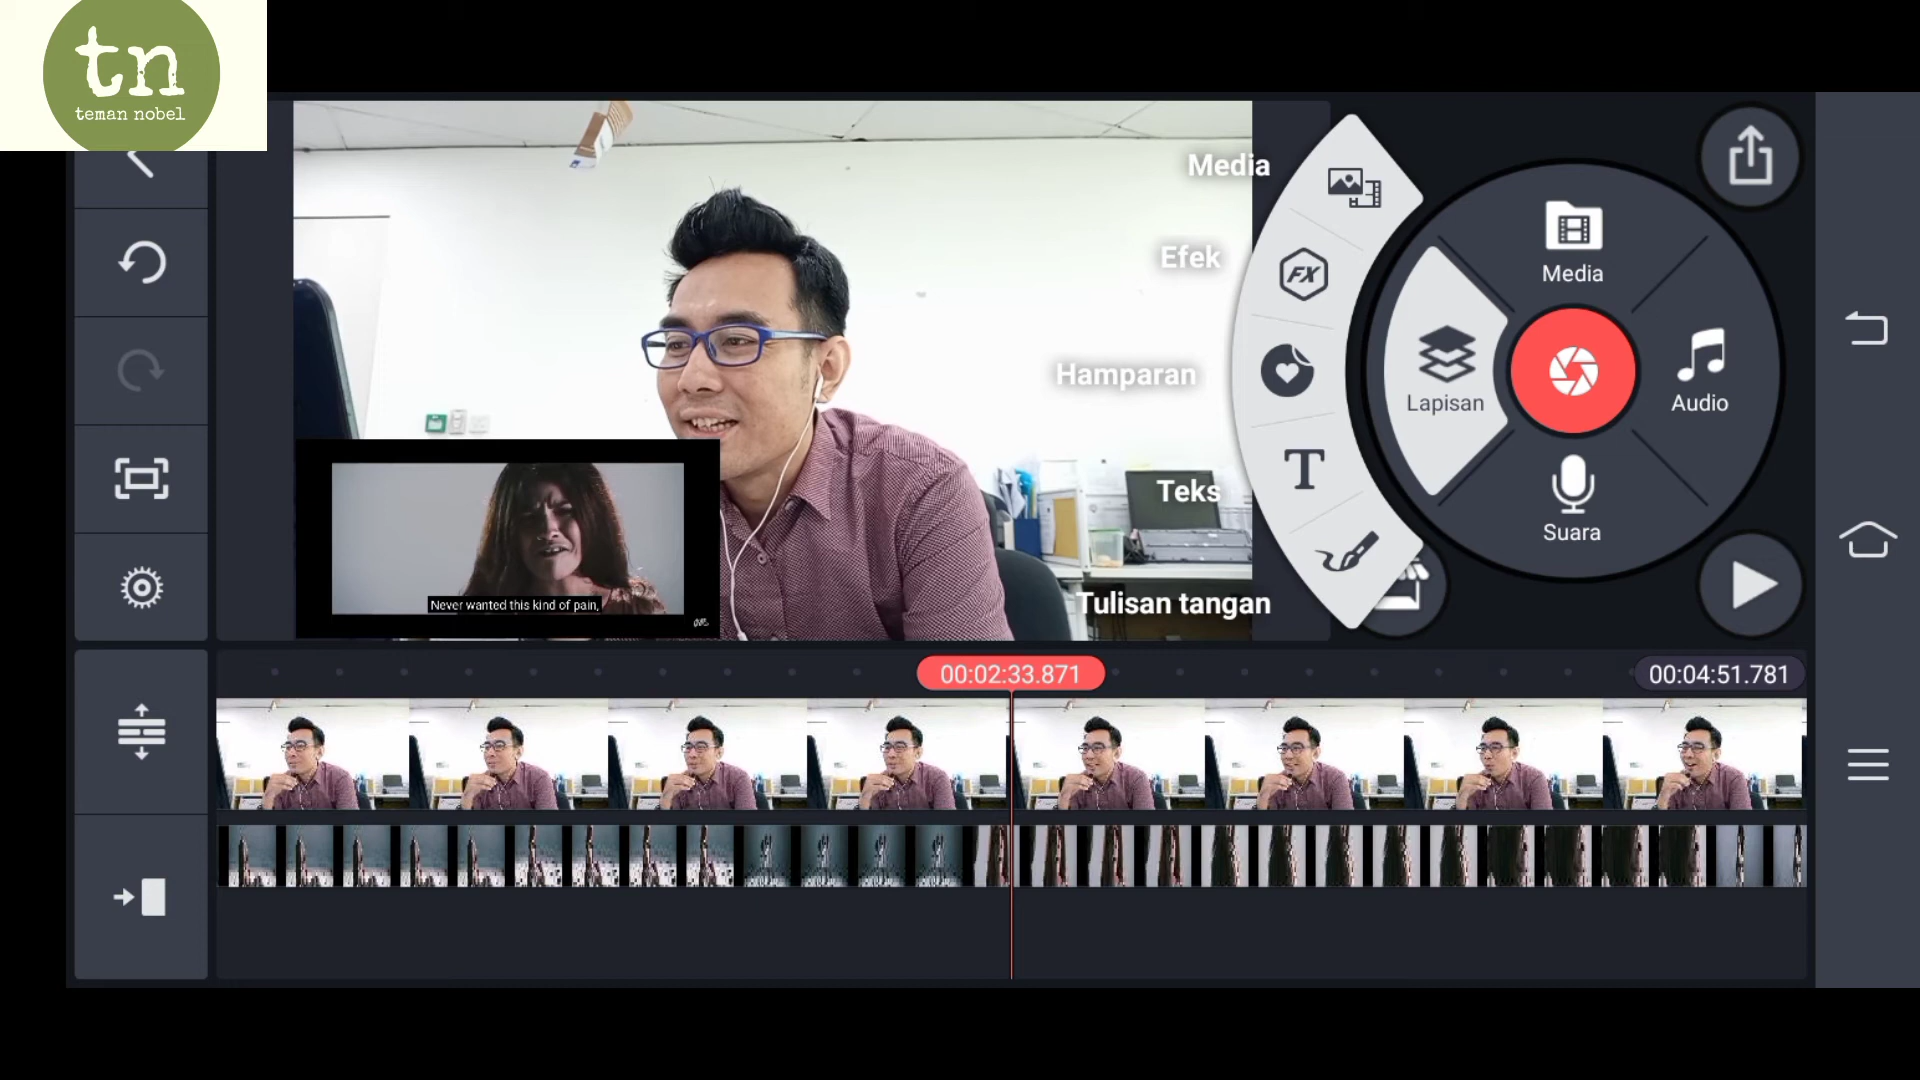 tn
teman nobel
Media
Efek
Hamparan
Teks
Tulisan tangan
FX
T
Media
Lapisan
Audio
Suara
Never wanted this kind of pain,
00:02:33.871
00:04:51.781